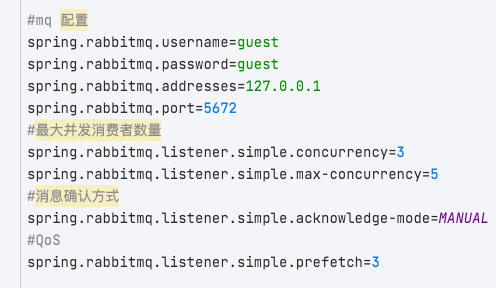 #mq 配置
spring.rabbitmq.username=guest
spring.rabbitmq.password=guest
spring.rabbitmq.addresses=127.0.0.1
spring.rabbitmq.port=5672
#最大并发消费者数量
spring.rabbitmq.listener.simple.concurrency=3
spring.rabbitmq.listener.simple.max-concurrency=5
#消息确认方式
spring.rabbitmq.listener.simple.acknowledge-mode=MANUAL
#QoS
spring.rabbitmq.listener.simple.prefetch=3